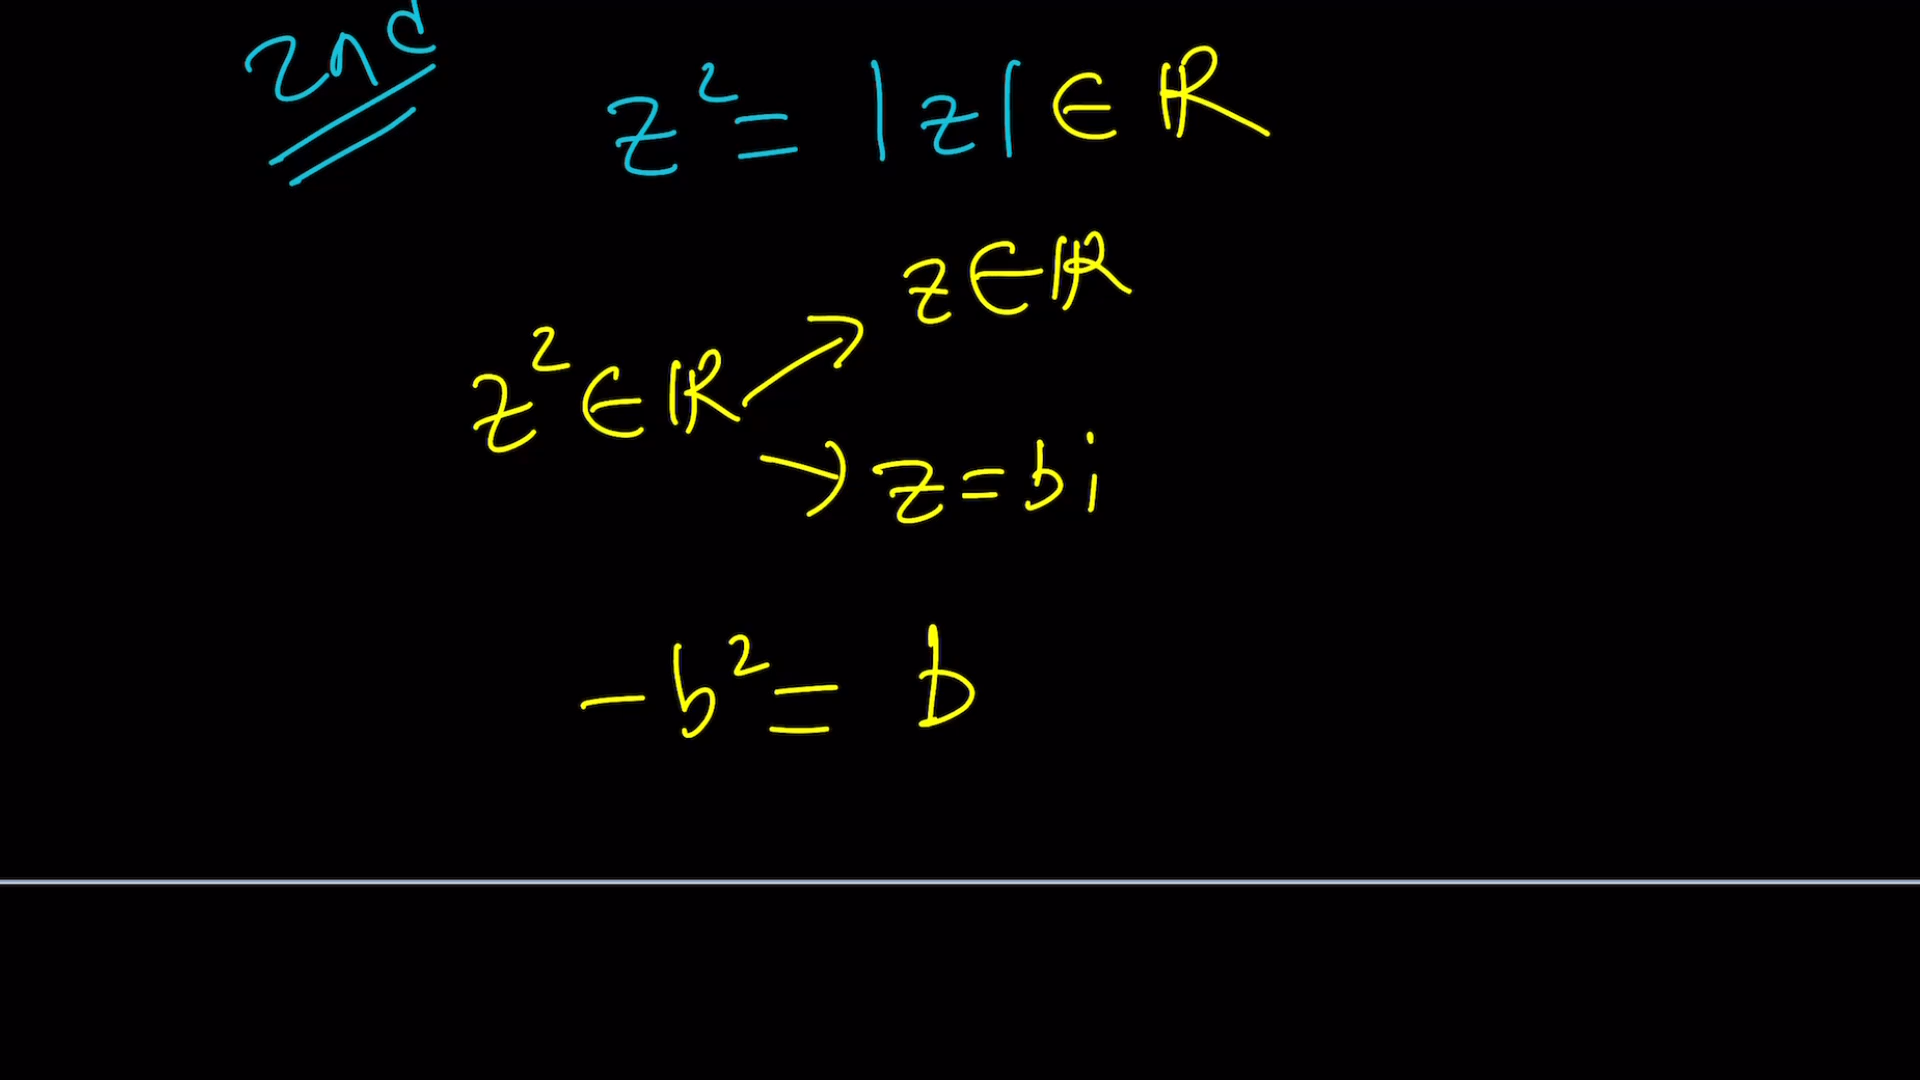 2nd
z² = |z| ∈ ℝ
z ∈ ℝ
z² ∈ ℝ
z = bi
-b² = b